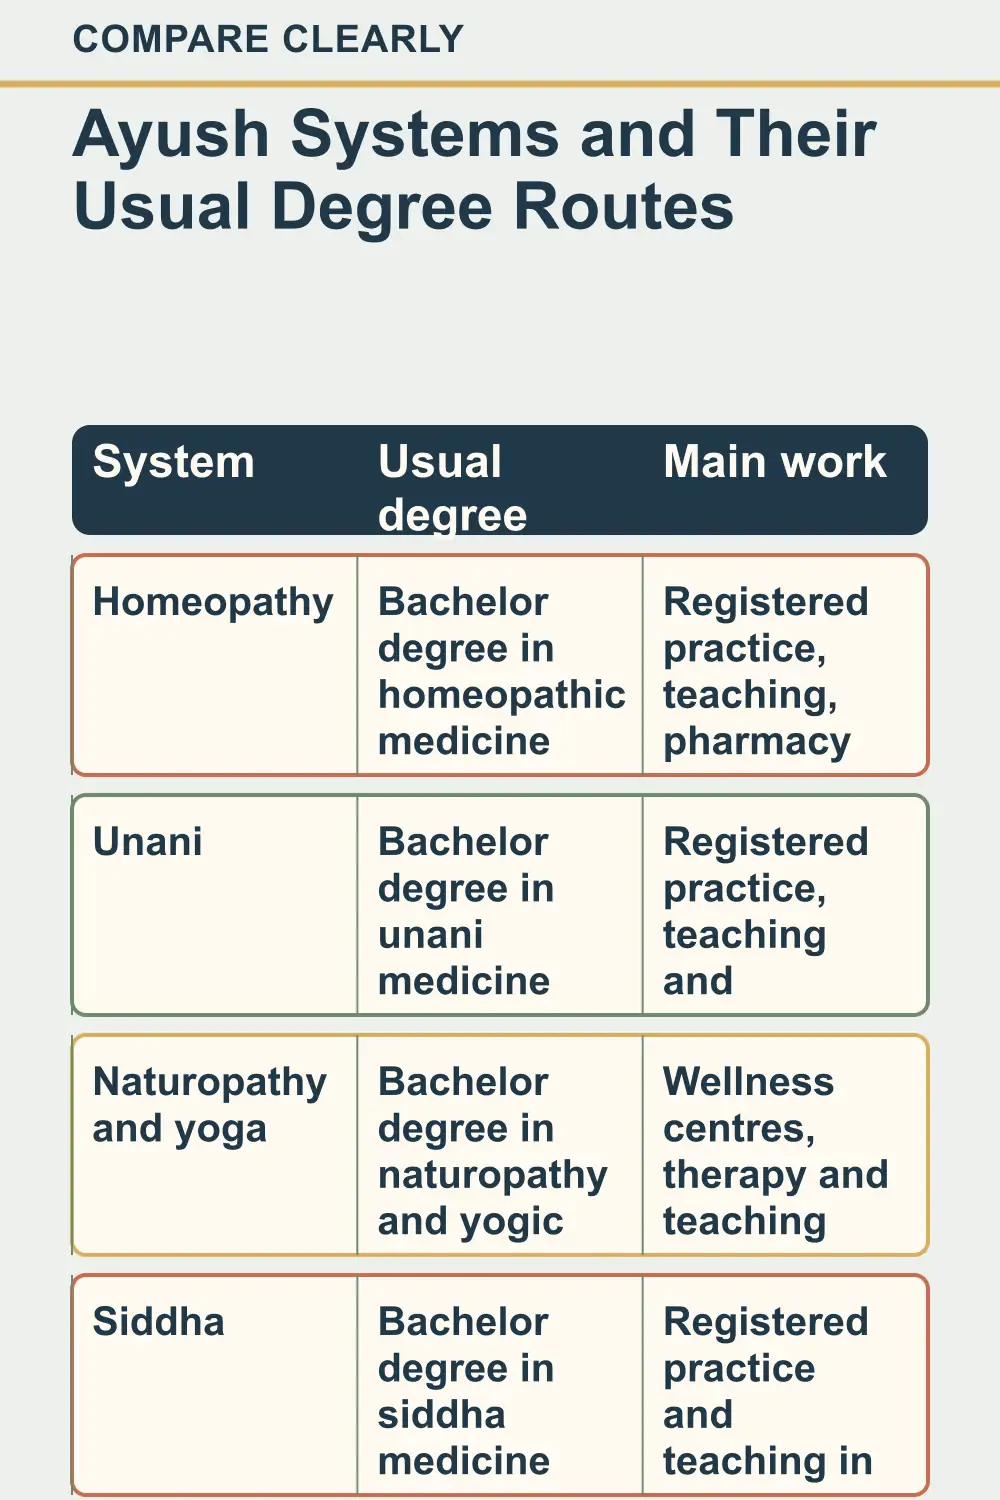 COMPARE CLEARLY
Ayush Systems and Their
Usual Degree Routes
System
Usual
degree
Main work
Homeopathy
Bachelor
degree in
homeopathic
medicine
Registered
practice,
teaching,
pharmacy
Unani
Bachelor
degree in
unani
medicine
Registered
practice,
teaching
and
Naturopathy
and yoga
Bachelor
degree in
naturopathy
and yogic
Wellness
centres,
therapy and
teaching
Siddha
Bachelor
degree in
siddha
medicine
Registered
practice
and
teaching in